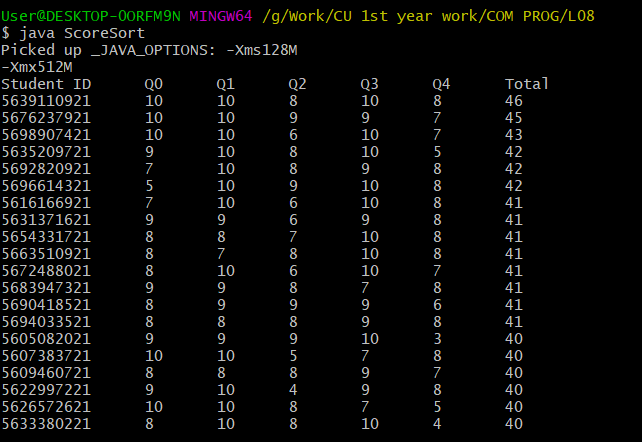 User@DESKTOP-OORFM9N MINGW64 /g/Work/CU 1st year work/COM PROG/L08
$ java ScoreSort
Picked up _JAVA_OPTIONS: -Xms128M
-Xmx512M
Student ID Q0 Q1 Q2 Q3 Q4 Total
5639110921 10 10 8 10 8 46
5676237921 10 10 9 9 7 45
5698907421 10 10 6 10 7 43
5635209721 9 10 8 10 5 42
5692820921 7 10 8 9 8 42
5696614321 5 10 9 10 8 42
5616166921 7 10 6 10 8 41
5631371621 9 9 6 9 8 41
5654331721 8 8 7 10 8 41
5663510921 8 7 8 10 8 41
5672488021 8 10 6 10 7 41
5683947321 9 9 8 7 8 41
5690418521 8 9 9 9 6 41
5694033521 8 8 8 9 8 41
5605082021 9 9 9 10 3 40
5607383721 10 10 5 7 8 40
5609460721 8 8 8 9 7 40
5622997221 9 10 4 9 8 40
5626572621 10 10 8 7 5 40
5633380221 8 10 8 10 4 40